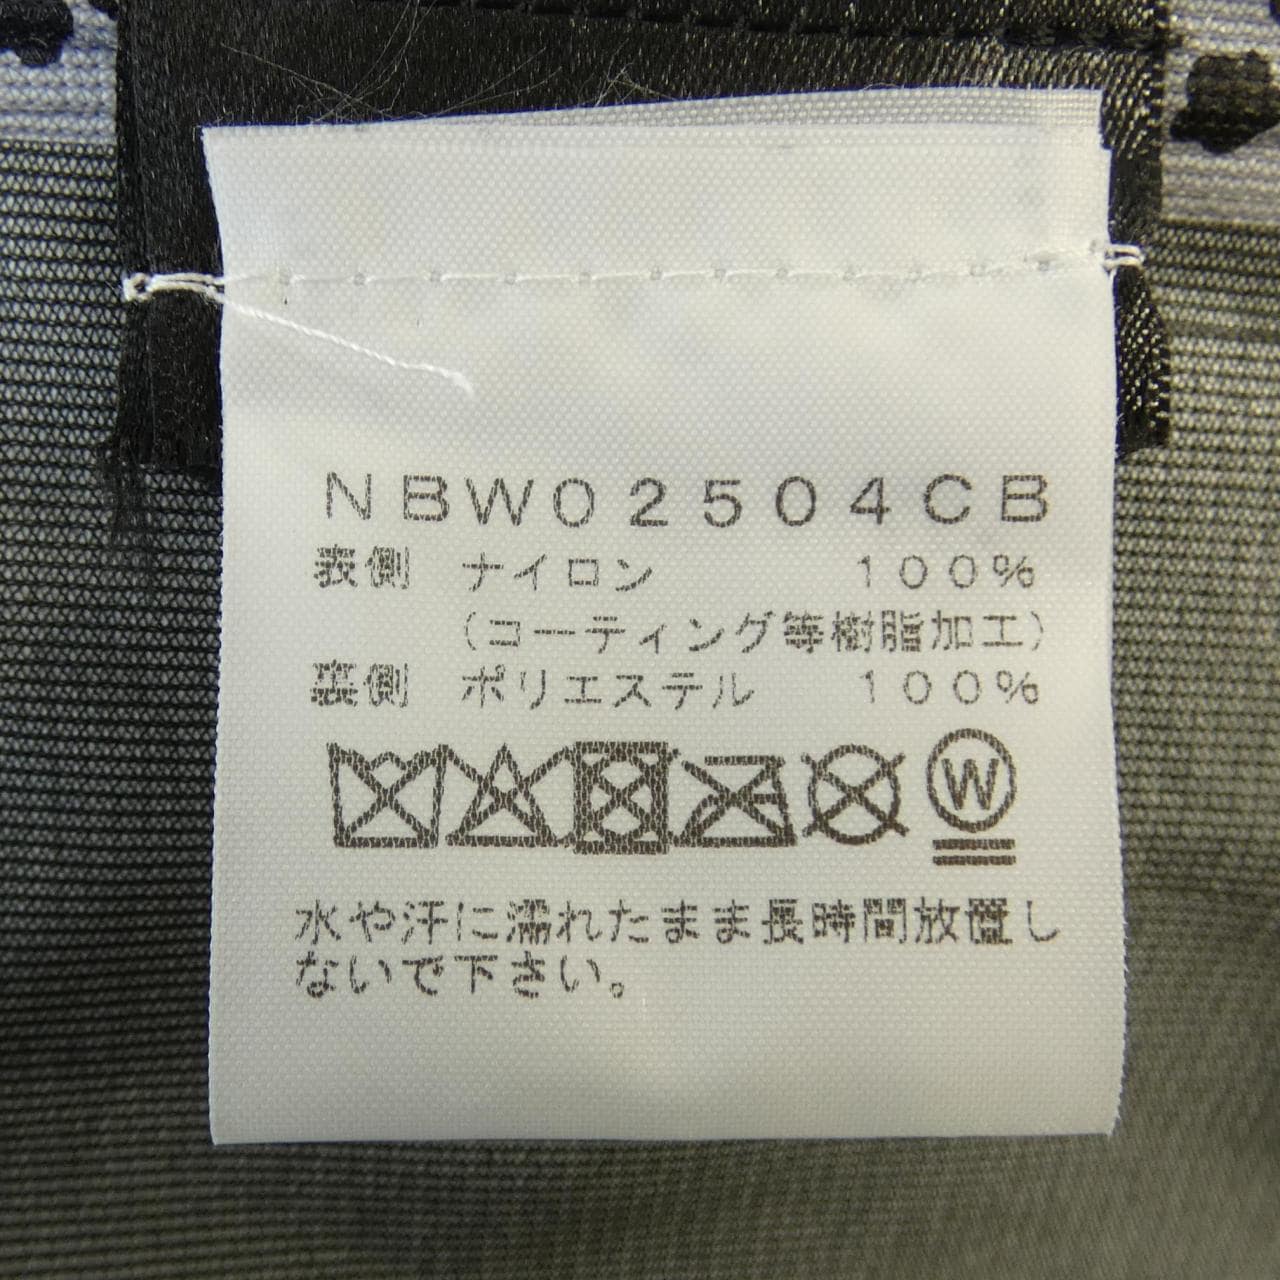 NBW02504CB
表側 ナイロン 100%
(コーティング等樹脂加工)
裏側 ポリエステル 100%
W
水や汗に濡れたまま長時間放置し
ないで下さい。